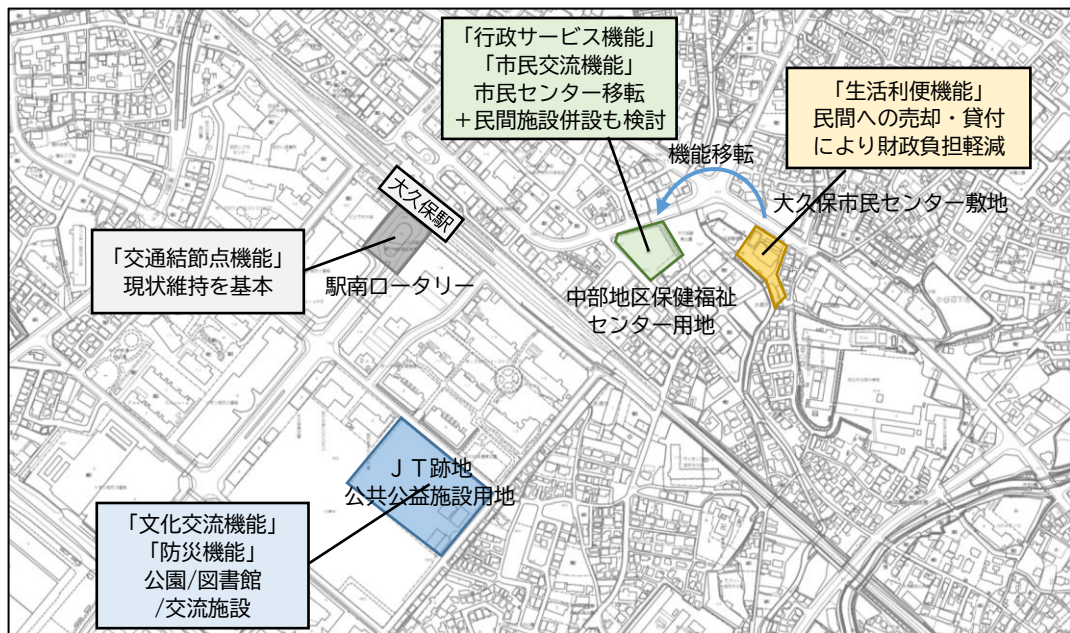 「行政サービス機能」
「市民交流機能」
市民センター移転
＋民間施設併設も検討
「生活利便機能」
民間への売却・貸付
により財政負担軽減
機能移転
大久保市民センター敷地
大久保駅
「交通結節点機能」
現状維持を基本
駅南ロータリー
中部地区保健福祉
センター用地
ＪＴ跡地
公共公益施設用地
「文化交流機能」
「防災機能」
公園/図書館
/交流施設